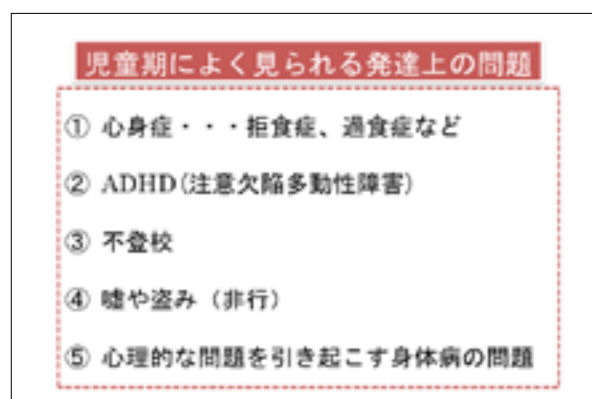 児童期によく見られる発達上の問題
① 心身症・・・拒食症、過食症など
② ADHD(注意欠陥多動性障害)
③ 不登校
④ 嘘や盗み（非行）
⑤ 心理的な問題を引き起こす身体病の問題